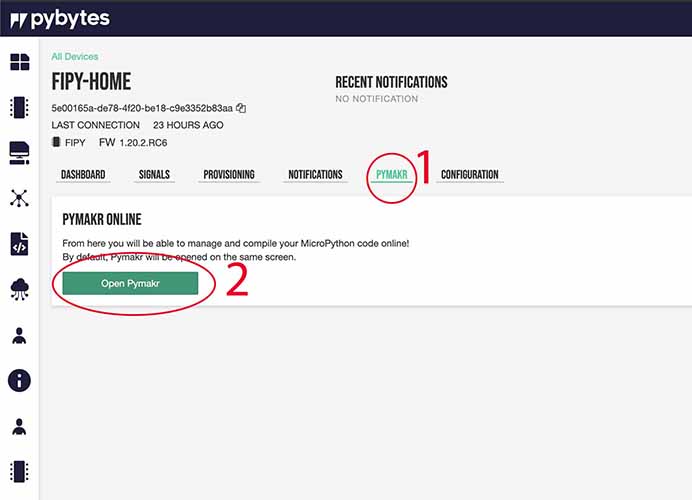 pybytes
All Devices
FIPY-HOME
5e00165a-de78-4f20-be18-c9e3352b83aa
LAST CONNECTION 23 HOURS AGO
FIPY FW 1.20.2.RC6
RECENT NOTIFICATIONS
NO NOTIFICATION
DASHBOARD SIGNALS PROVISIONING NOTIFICATIONS PYMAKR 1 CONFIGURATION
PYMAKR ONLINE
From here you will be able to manage and compile your MicroPython code online!
By default, Pymakr will be opened on the same screen.
Open Pymakr 2